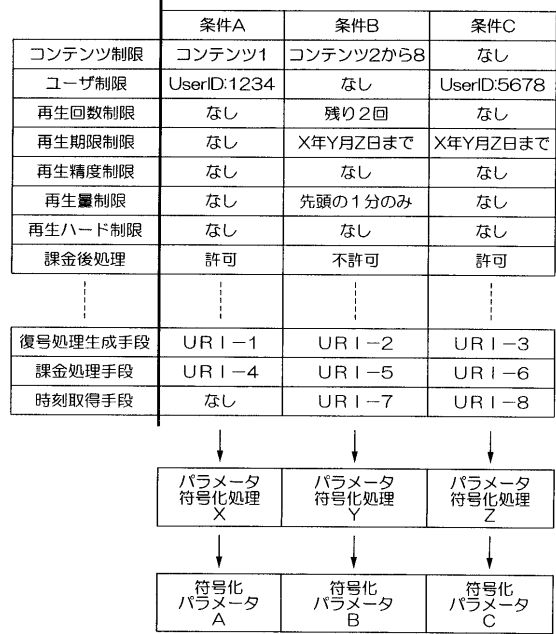 条件A 条件B 条件C
コンテンツ制限 コンテンツ1 コンテンツ2から8 なし
ユーザ制限 UserID:1234 なし UserID:5678
再生回数制限 なし 残り2回 なし
再生期限制限 なし X年Y月Z日まで X年Y月Z日まで
再生精度制限 なし なし なし
再生量制限 なし 先頭の1分のみ なし
再生ハード制限 なし なし なし
課金後処理 許可 不許可 許可
復号処理生成手段 URI-1 URI-2 URI-3
課金処理手段 URI-4 URI-5 URI-6
時刻取得手段 なし URI-7 URI-8
パラメータ パラメータ パラメータ
符号化処理 符号化処理 符号化処理
X Y Z
符号化 符号化 符号化
パラメータ パラメータ パラメータ
A B C